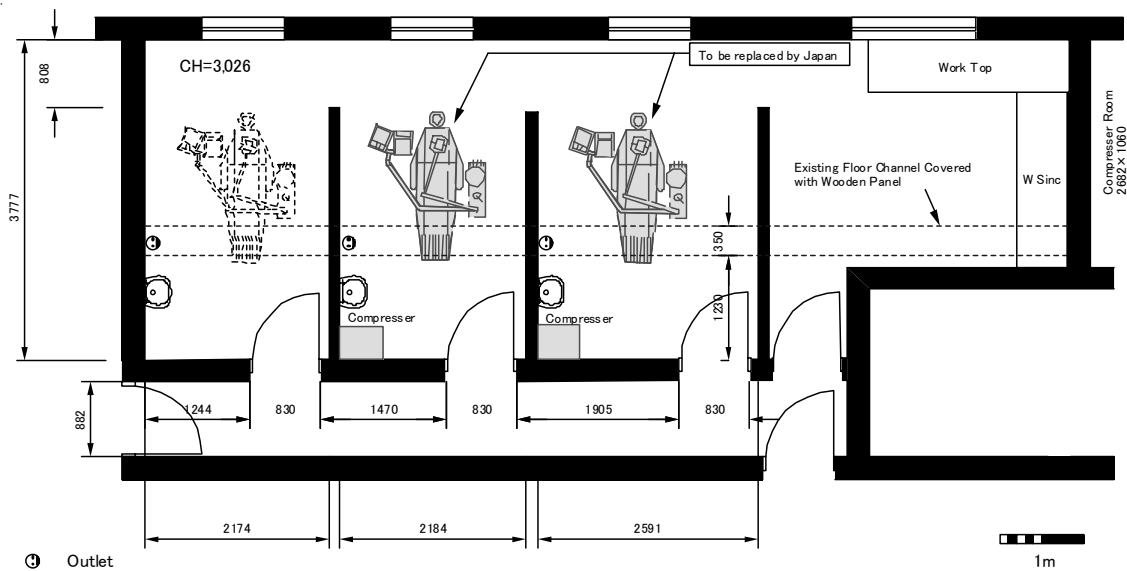 To be replaced by Japan
CH=3,026
Work Top
808
Compresser Room
2682×1060
Existing Floor Channel Covered
with Wooden Panel
W Sinc
3777
350
1230
Compresser
Compresser
882
1244
830
1470
830
1905
830
2174
2184
2591
Outlet
1m